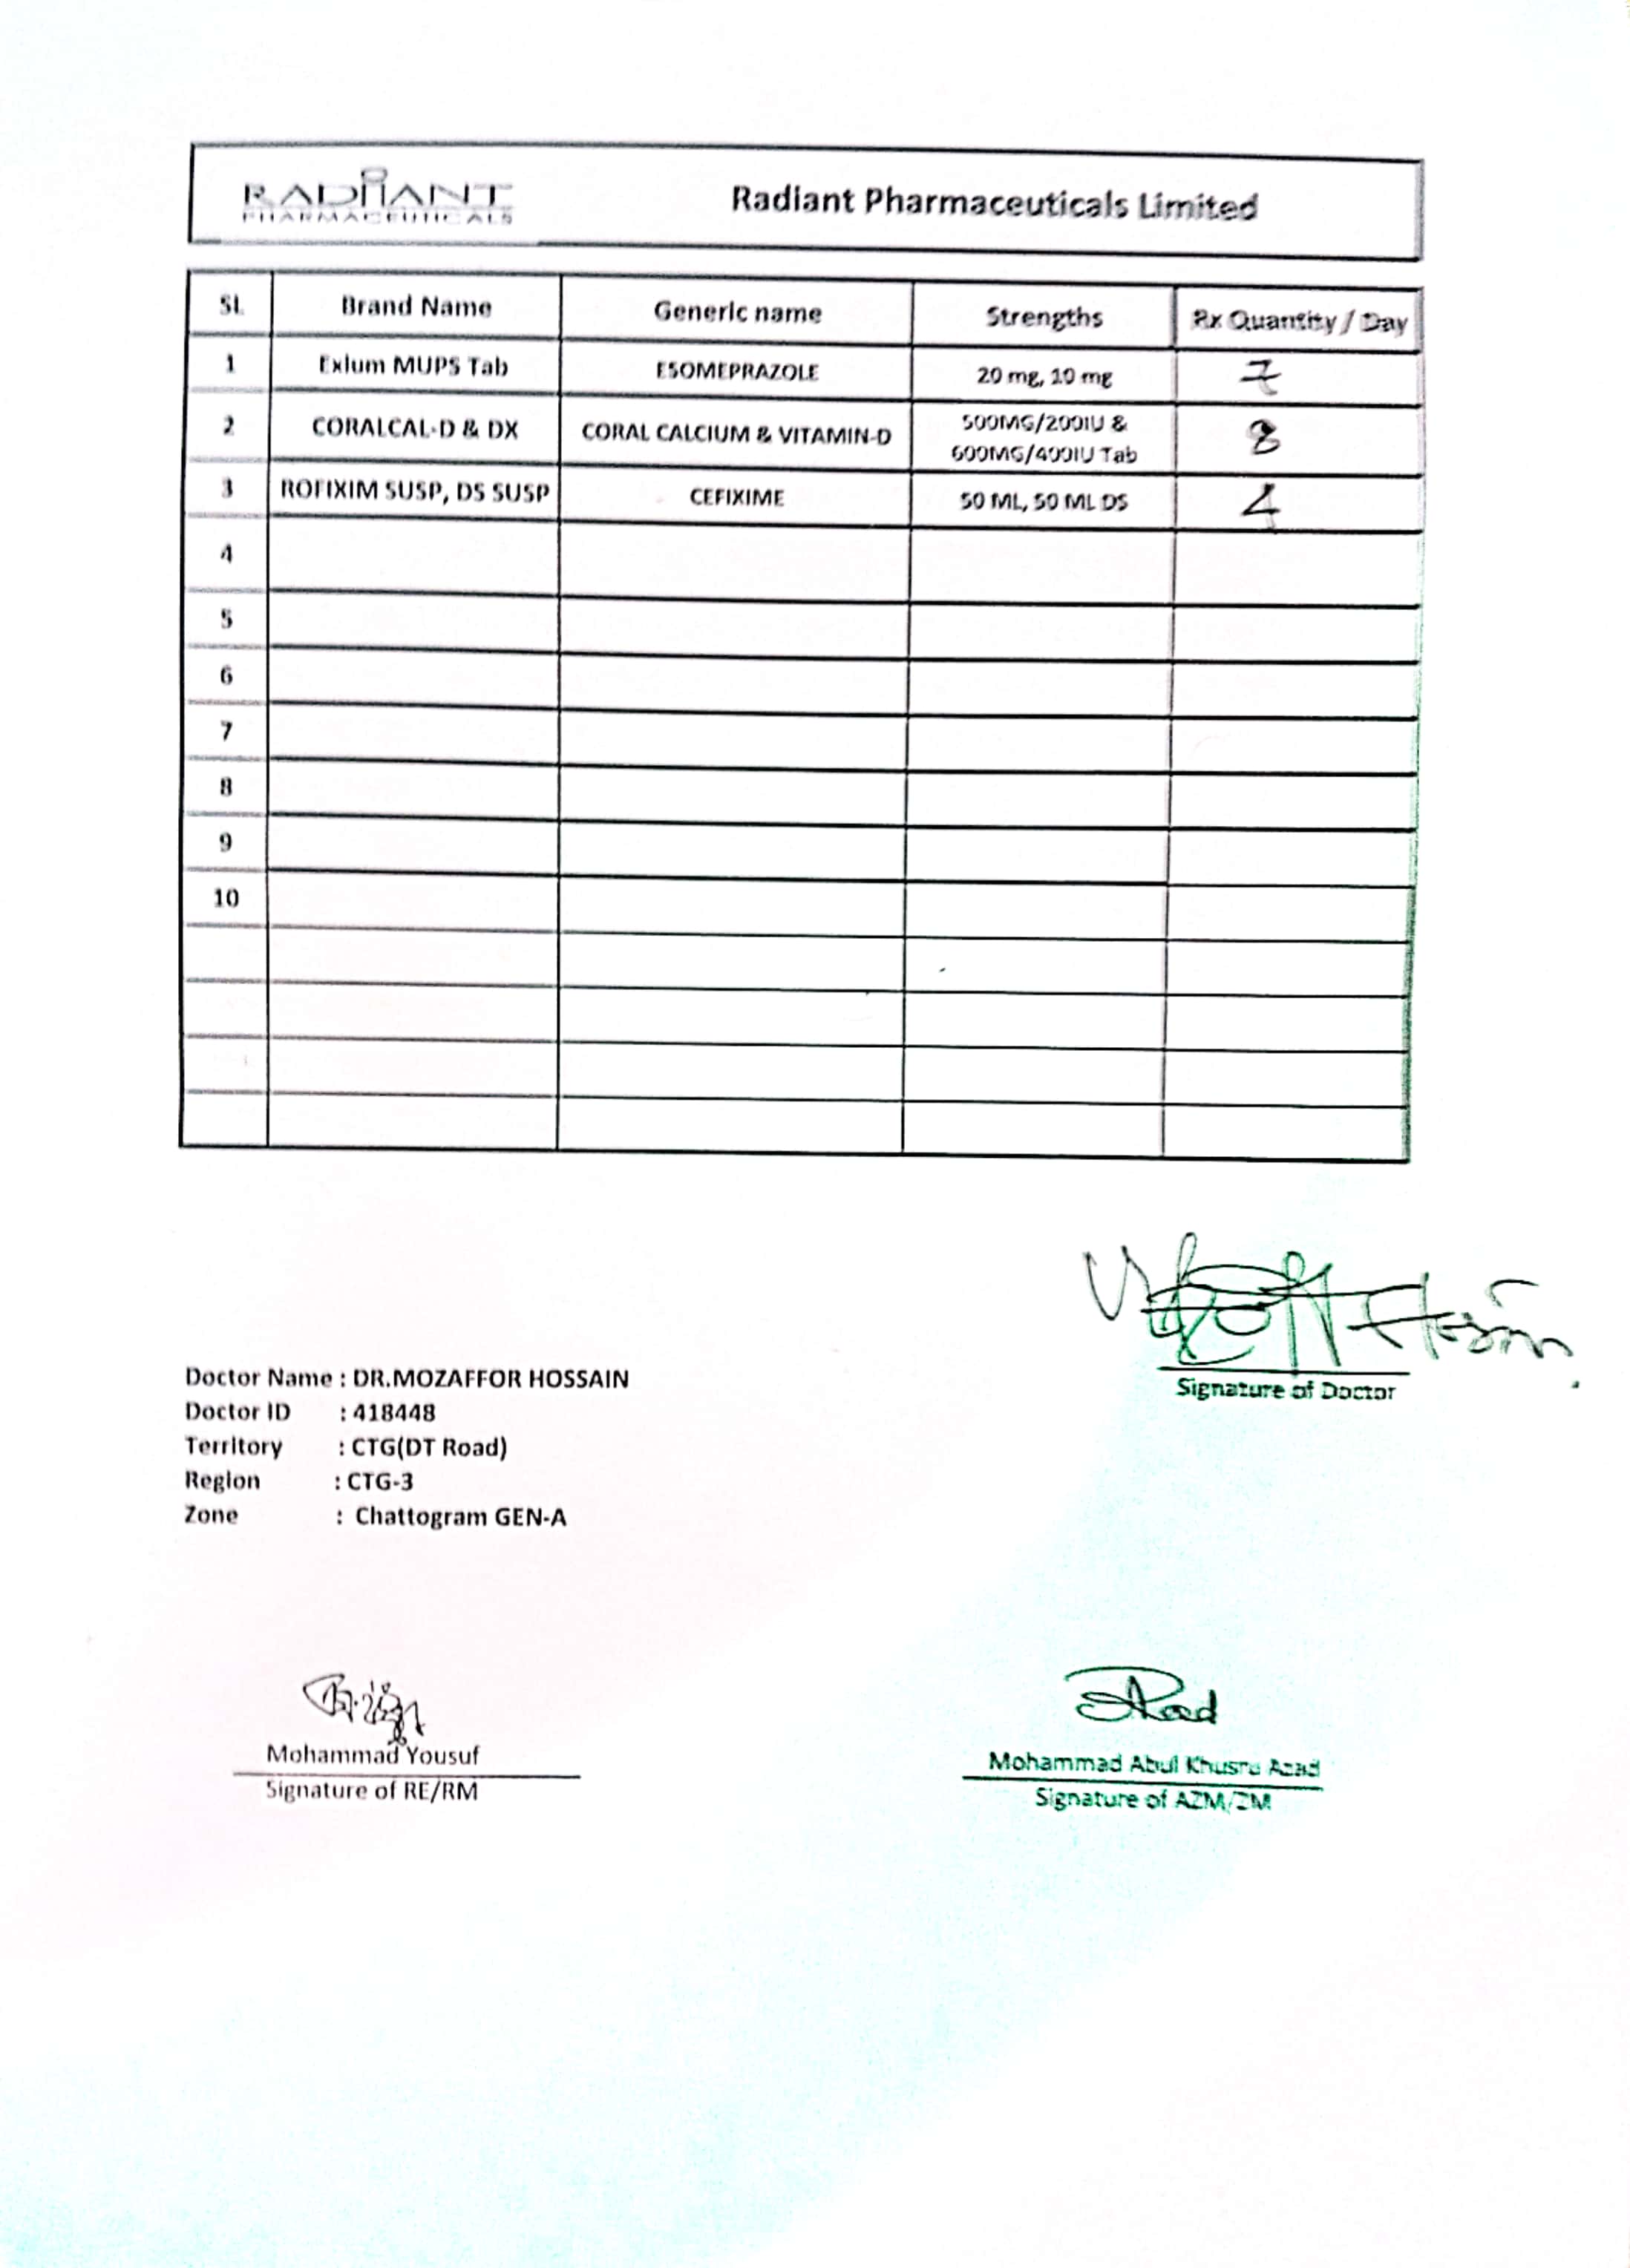 RADIANT
PHARMACEUTICALS
Radiant Pharmaceuticals Limited
SL Brand Name Generic name Strengths Rx Quantity / Day
1 Exium MUPS Tab ESOMEPRAZOLE 20 mg, 10 mg 7
2 CORALCAL-D & DX CORAL CALCIUM & VITAMIN-D 500MG/200IU &
600MG/400IU Tab 8
3 ROFIXIM SUSP, DS SUSP CEFIXIME 50 ML, 50 ML DS 4
4
5
6
7
8
9
10
Signature of Doctor
Doctor Name : DR.MOZAFFOR HOSSAIN
Doctor ID : 418448
Territory : CTG(DT Road)
Region : CTG-3
Zone : Chattogram GEN-A
Mohammad Yousuf
Signature of RE/RM
Azad
Mohammad Abul Khusru Azad
Signature of AZM/ZM